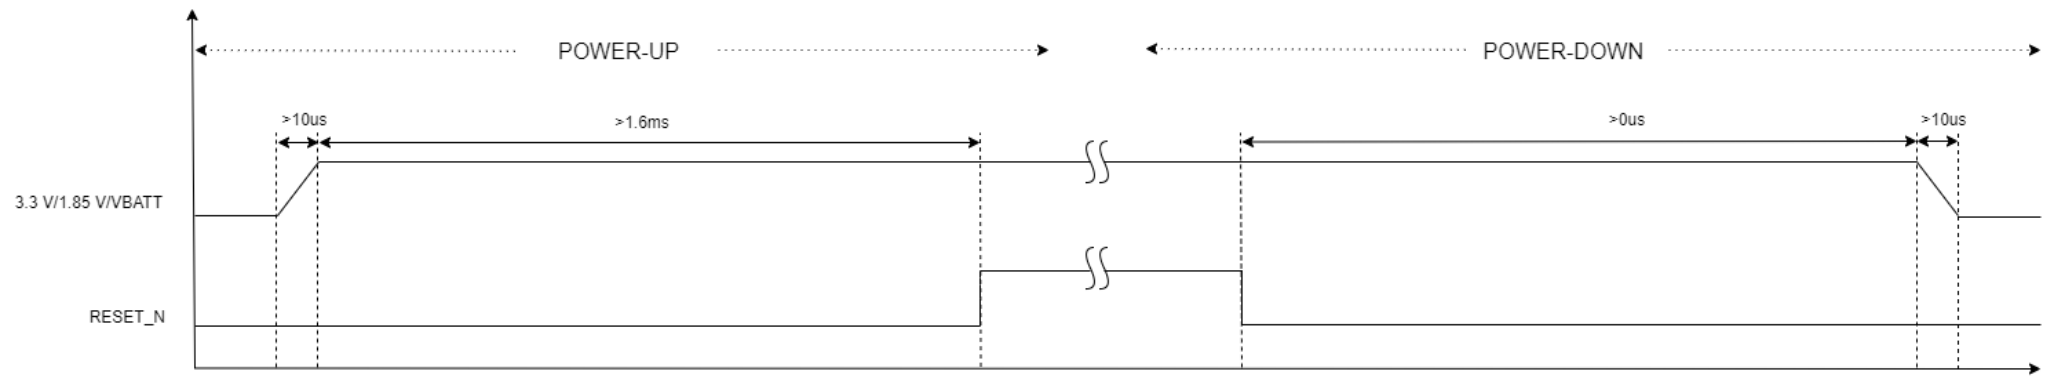 POWER-UP
POWER-DOWN
>10us
>1.6ms
>0us
>10us
3.3 V/1.85 V/VBATT
RESET_N